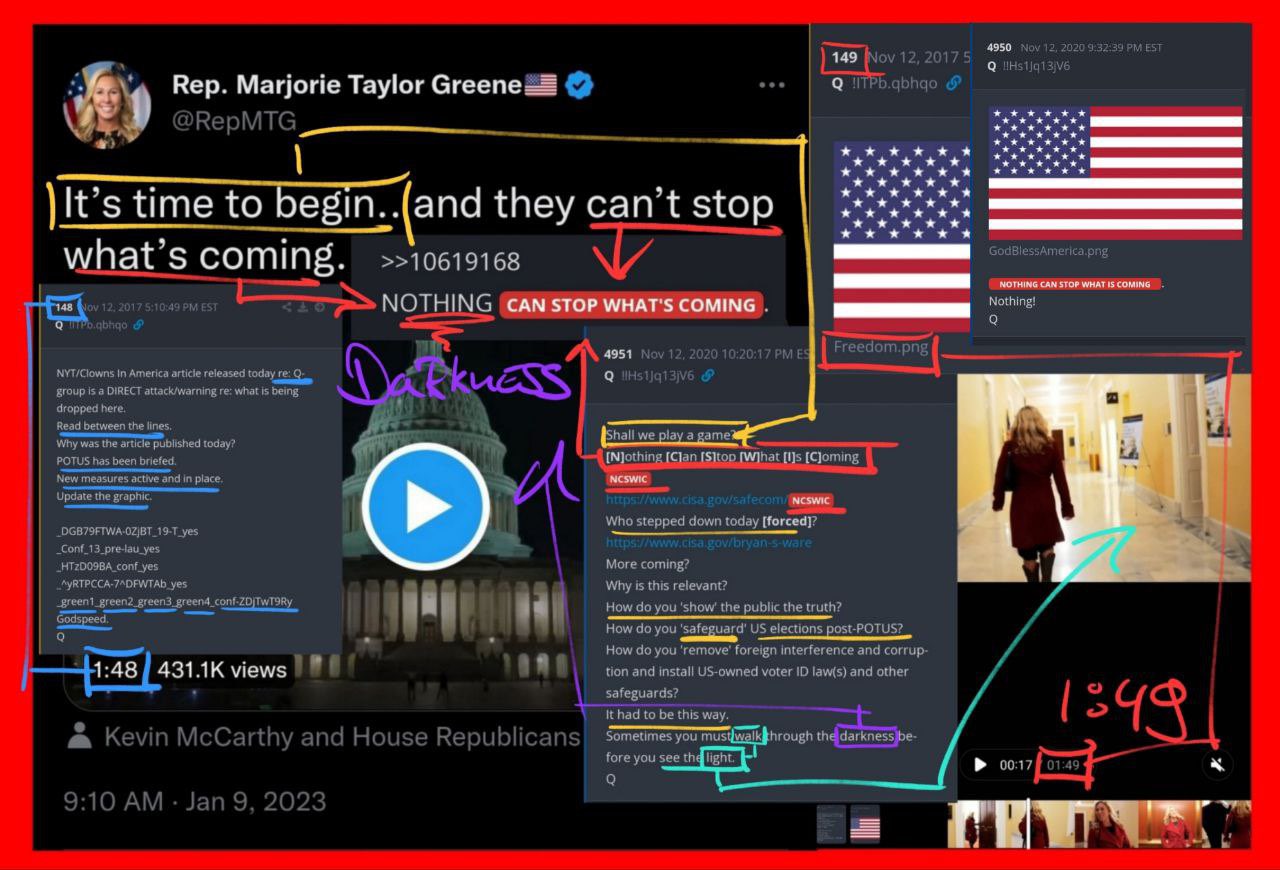 Rep. Marjorie Taylor Greene🇺🇸
@RepMTG
It's time to begin.. and they can't stop
what's coming.
>>10619168
NOTHING CAN STOP WHAT'S COMING.
DaRkness
148 Nov 12, 2017 5:10:49 PM EST
Q !ITPb.qbhqo
NYT/Clowns In America article released today re: Q-
group is a DIRECT attack/warning re: what is being
dropped here.
Read between the lines.
Why was the article published today?
POTUS has been briefed.
New measures active and in place.
Update the graphic.
_DGB79FTWA-0ZjBT_19-T_yes
_Conf_13_pre-lau_yes
_HTzD09BA_conf_yes
_^yRTPCCA-7^DFWTAb_yes
_green1_green2_green3_green4_conf-ZDjTwT9Ry
Godspeed.
Q
1:48 431.1K views
Kevin McCarthy and House Republicans
9:10 AM · Jan 9, 2023
4951 Nov 12, 2020 10:20:17 PM ES
Q !!Hs1Jq13jV6
Shall we play a game?
[N]othing [C]an [S]top [W]hat [I]s [C]oming
NCSWIC
https://www.cisa.gov/safecom/NCSWIC
Who stepped down today [forced]?
https://www.cisa.gov/bryan-s-ware
More coming?
Why is this relevant?
How do you 'show' the public the truth?
How do you 'safeguard' US elections post-POTUS?
How do you 'remove' foreign interference and corrup-
tion and install US-owned voter ID law(s) and other
safeguards?
It had to be this way.
Sometimes you must walk through the darkness be-
fore you see the light.
Q
149 Nov 12, 2017 5
Q !ITPb.qbhqo
Freedom.png
4950 Nov 12, 2020 9:32:39 PM EST
Q !!Hs1Jq13jV6
GodBlessAmerica.png
NOTHING CAN STOP WHAT IS COMING.
Nothing!
Q
1:49
00:17 / 01:49